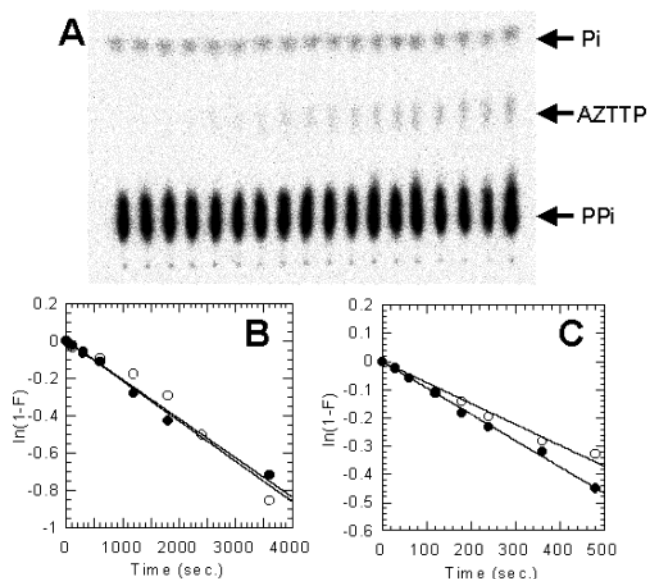 A
Pi
AZTTP
PPi
B
0.2
0
-0.2
-0.4
-0.6
-0.8
-1
ln(1-F)
0 1000 2000 3000 4000
Time (sec.)
C
0.2
0.1
0
-0.1
-0.2
-0.3
-0.4
-0.5
-0.6
ln(1-F)
0 100 200 300 400 500
Time (sec.)